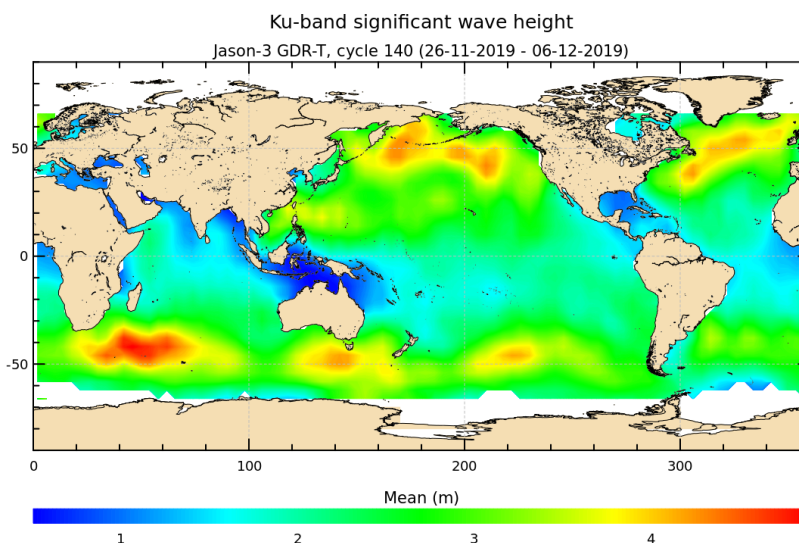 Ku-band significant wave height
Jason-3 GDR-T, cycle 140 (26-11-2019 - 06-12-2019)
50
0
-50
0 100 200 300
Mean (m)
1 2 3 4